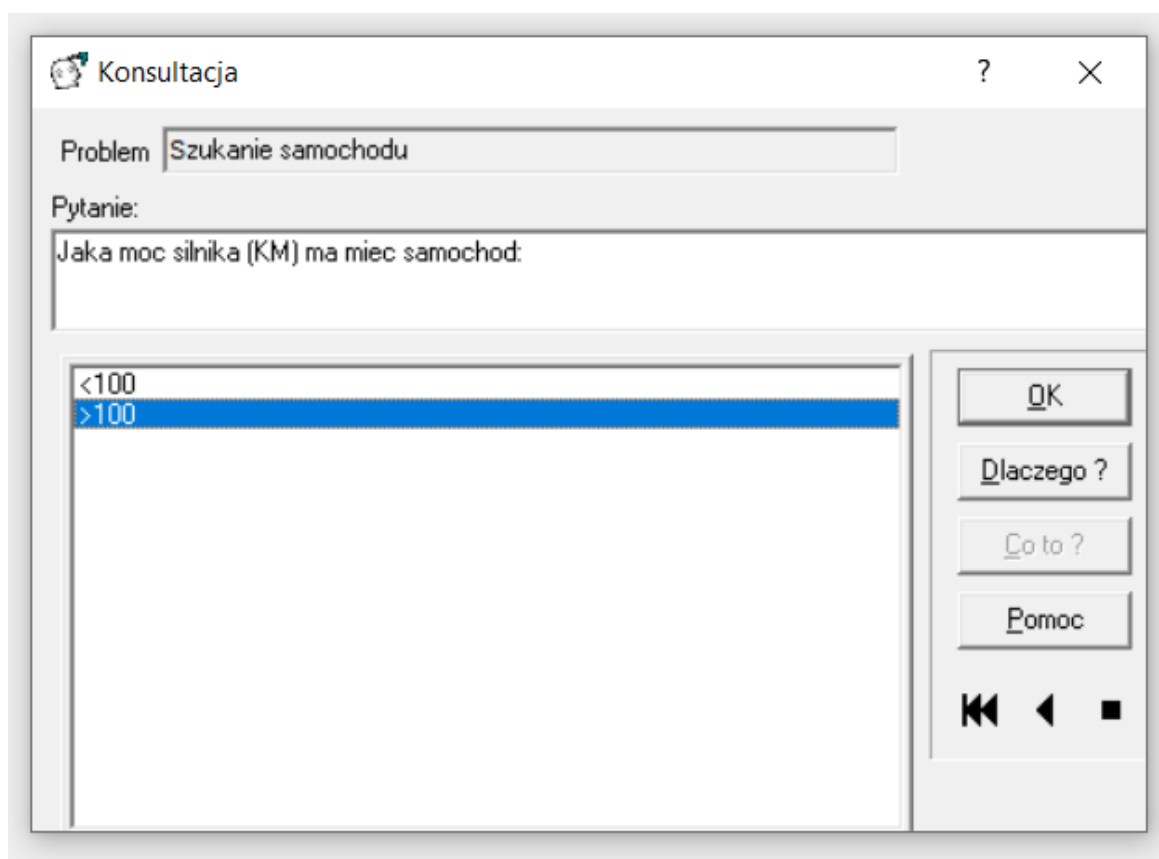 Konsultacja
?
Problem Szukanie samochodu
Pytanie:
Jaka moc silnika (KM) ma miec samochod:
<100
>100
OK
Dlaczego ?
Co to ?
Pomoc